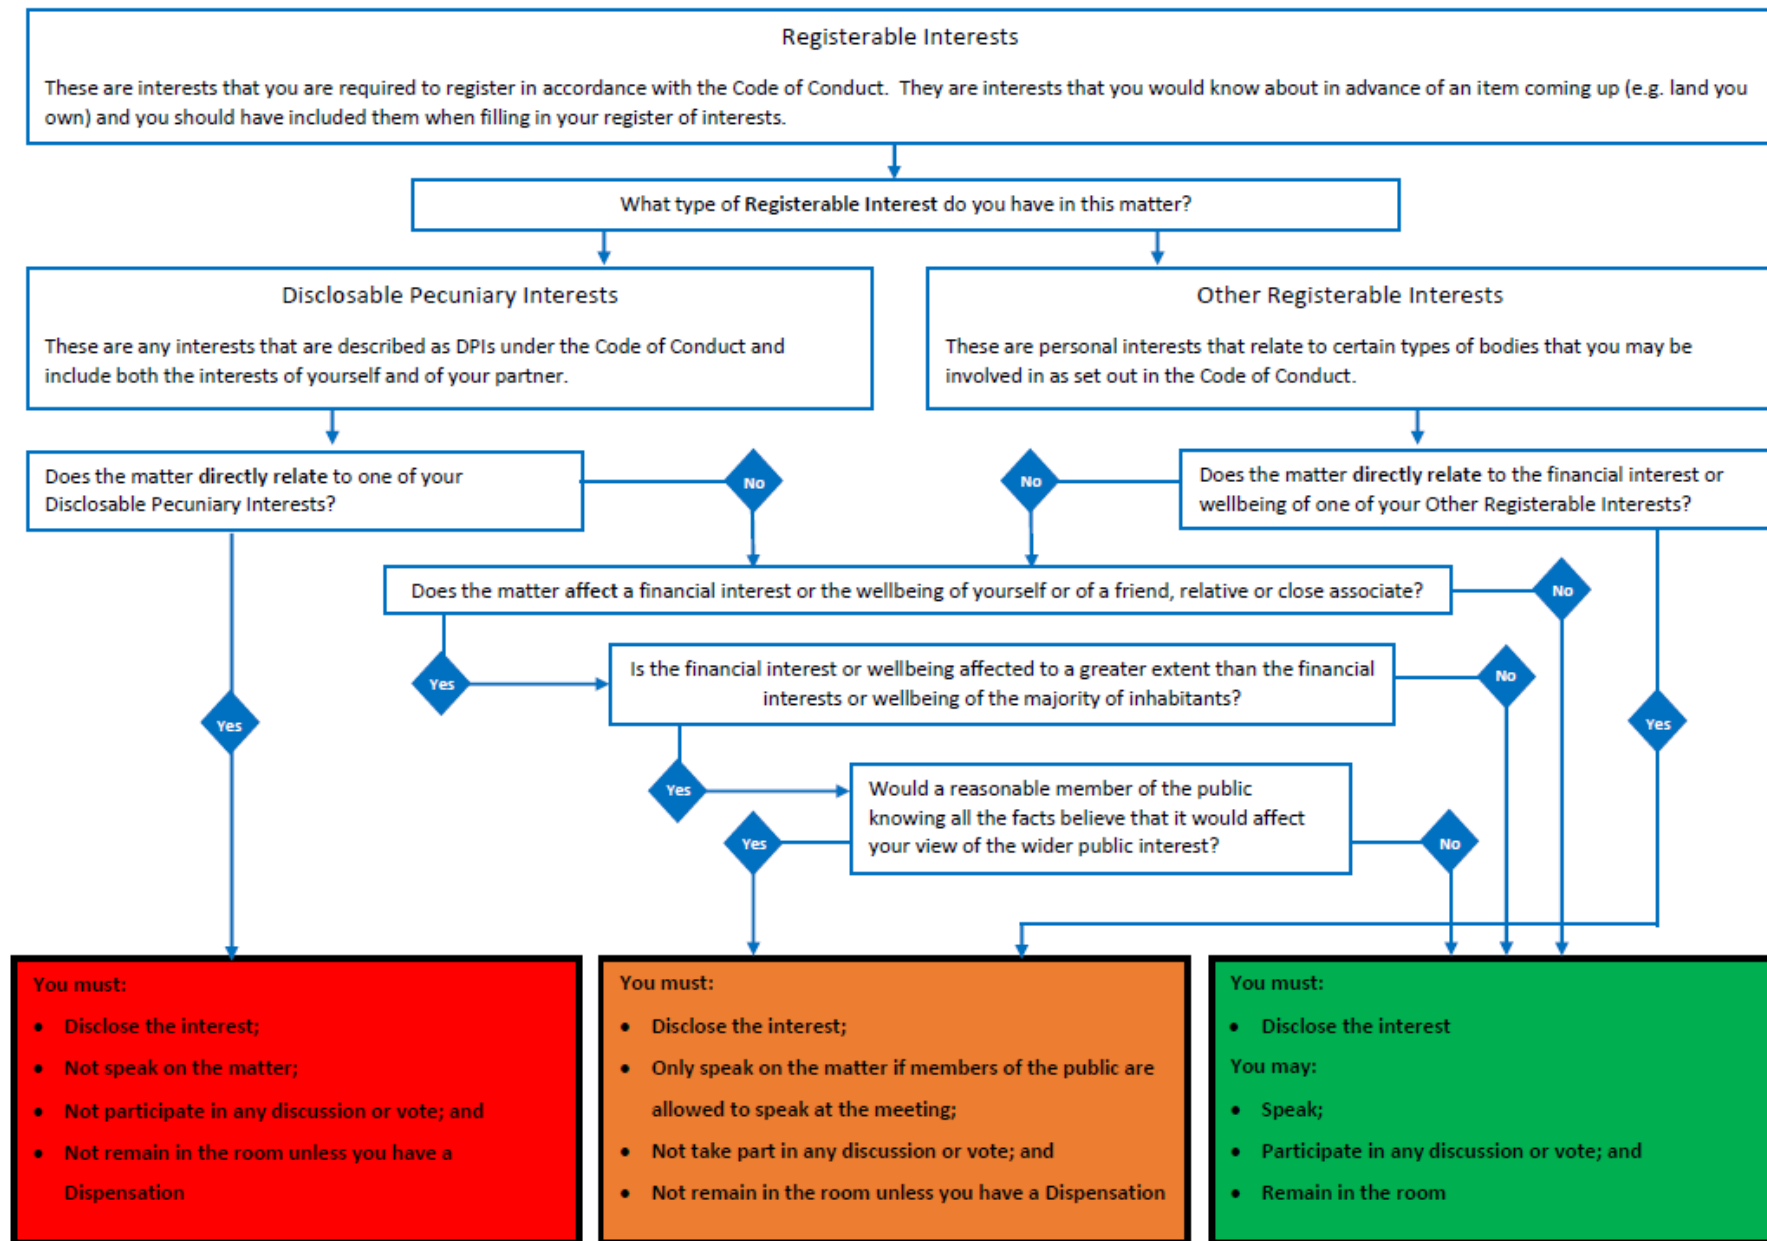 Registerable Interests
These are interests that you are required to register in accordance with the Code of Conduct.  They are interests that you would know about in advance of an item coming up (e.g. land you
own) and you should have included them when filling in your register of interests.
What type of Registerable Interest do you have in this matter?
Disclosable Pecuniary Interests
These are any interests that are described as DPIs under the Code of Conduct and
include both the interests of yourself and of your partner.
Other Registerable Interests
These are personal interests that relate to certain types of bodies that you may be
involved in as set out in the Code of Conduct.
Does the matter directly relate to one of your
Disclosable Pecuniary Interests?
No
No
Does the matter directly relate to the financial interest or
wellbeing of one of your Other Registerable Interests?
Does the matter affect a financial interest or the wellbeing of yourself or of a friend, relative or close associate?
No
Yes
Is the financial interest or wellbeing affected to a greater extent than the financial
interests or wellbeing of the majority of inhabitants?
No
Yes
Yes
Yes
Would a reasonable member of the public
knowing all the facts believe that it would affect
your view of the wider public interest?
Yes
No
You must:
• Disclose the interest;
• Not speak on the matter;
• Not participate in any discussion or vote; and
• Not remain in the room unless you have a
Dispensation
You must:
• Disclose the interest;
• Only speak on the matter if members of the public are
allowed to speak at the meeting;
• Not take part in any discussion or vote; and
• Not remain in the room unless you have a Dispensation
You must:
• Disclose the interest
You may:
• Speak;
• Participate in any discussion or vote; and
• Remain in the room